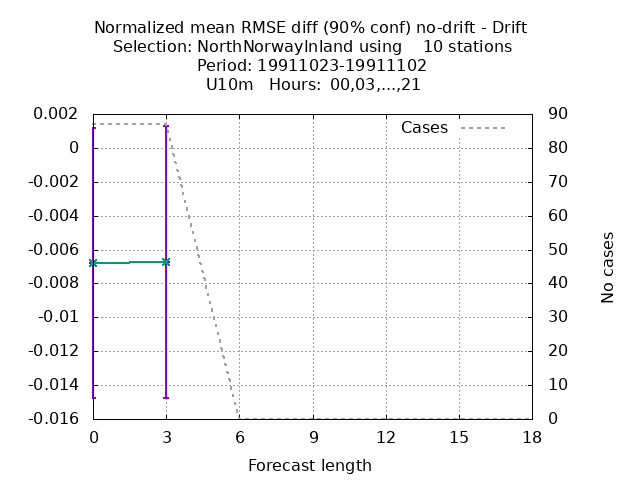 Normalized mean RMSE diff (90% conf) no-drift - Drift
Selection: NorthNorwayInland using    10 stations
Period: 19911023-19911102
U10m   Hours:  00,03,...,21
Cases
0.002
0
-0.002
-0.004
-0.006
-0.008
-0.01
-0.012
-0.014
-0.016
90
80
70
60
50
40
30
20
10
0
No cases
0 3 6 9 12 15 18
Forecast length